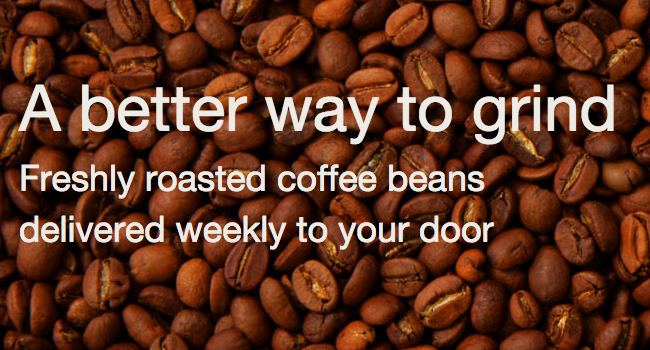 A better way to grind
Freshly roasted coffee beans
delivered weekly to your door